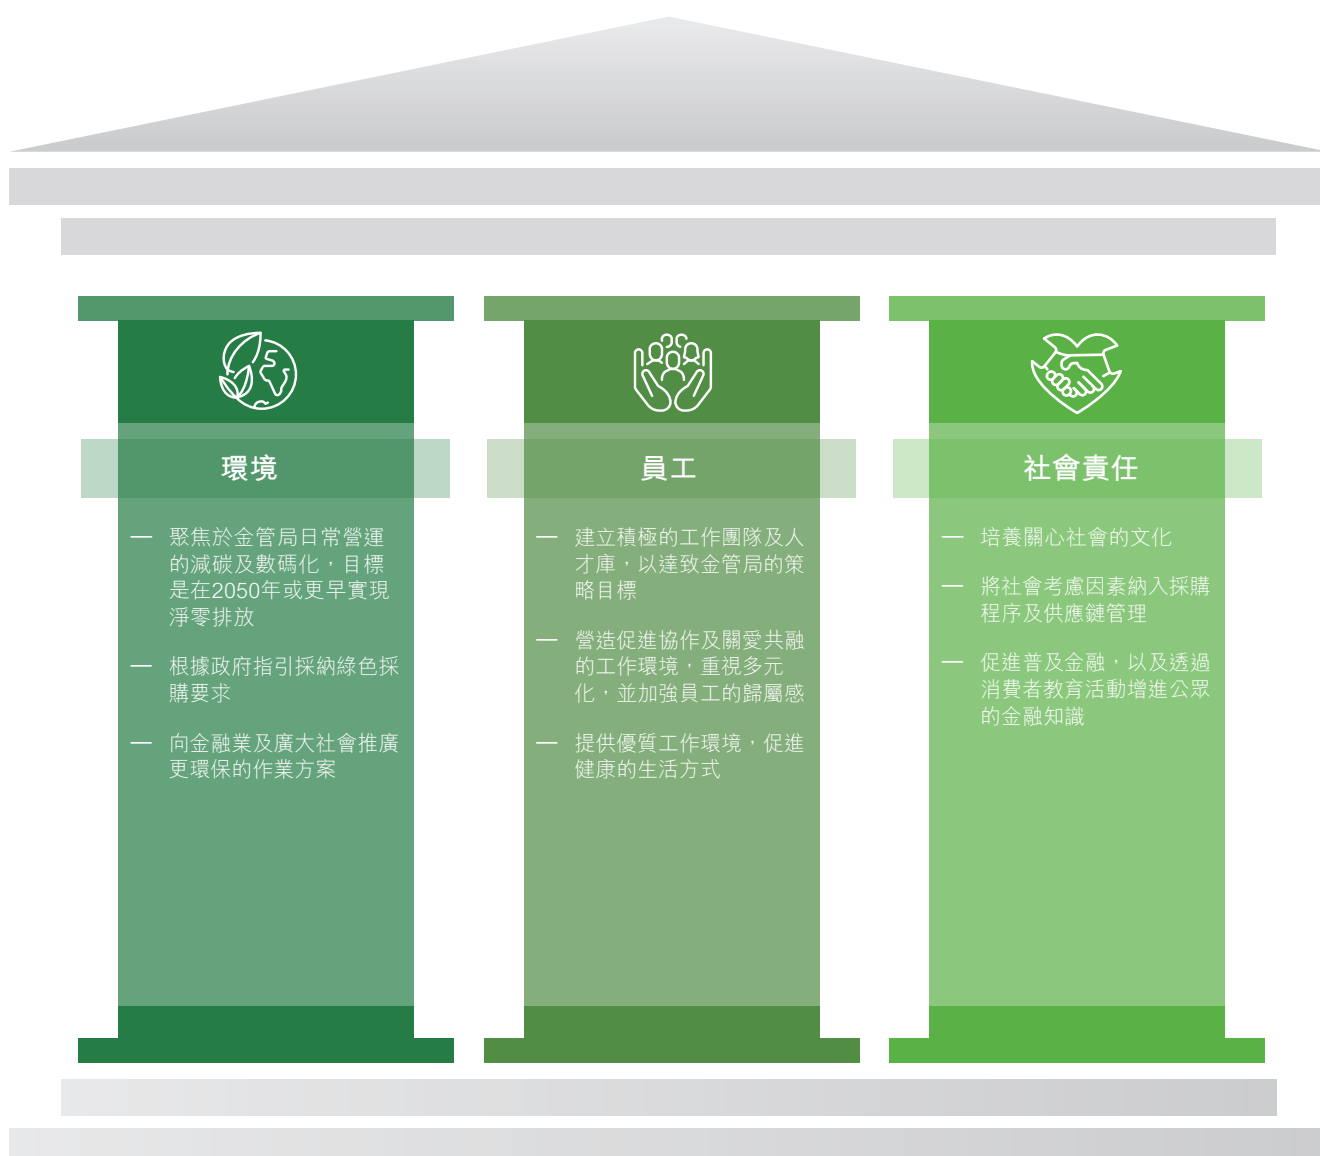 環境
— 聚焦於金管局日常營運
的減碳及數碼化，目標
是在2050年或更早實現
淨零排放
— 根據政府指引採納綠色採
購要求
— 向金融業及廣大社會推廣
更環保的作業方案
員工
— 建立積極的工作團隊及人
才庫，以達致金管局的策
略目標
— 營造促進協作及關愛共融
的工作環境，重視多元
化，並加強員工的歸屬感
— 提供優質工作環境，促進
健康的生活方式
社會責任
— 培養關心社會的文化
— 將社會考慮因素納入採購
程序及供應鏈管理
— 促進普及金融，以及透過
消費者教育活動增進公眾
的金融知識